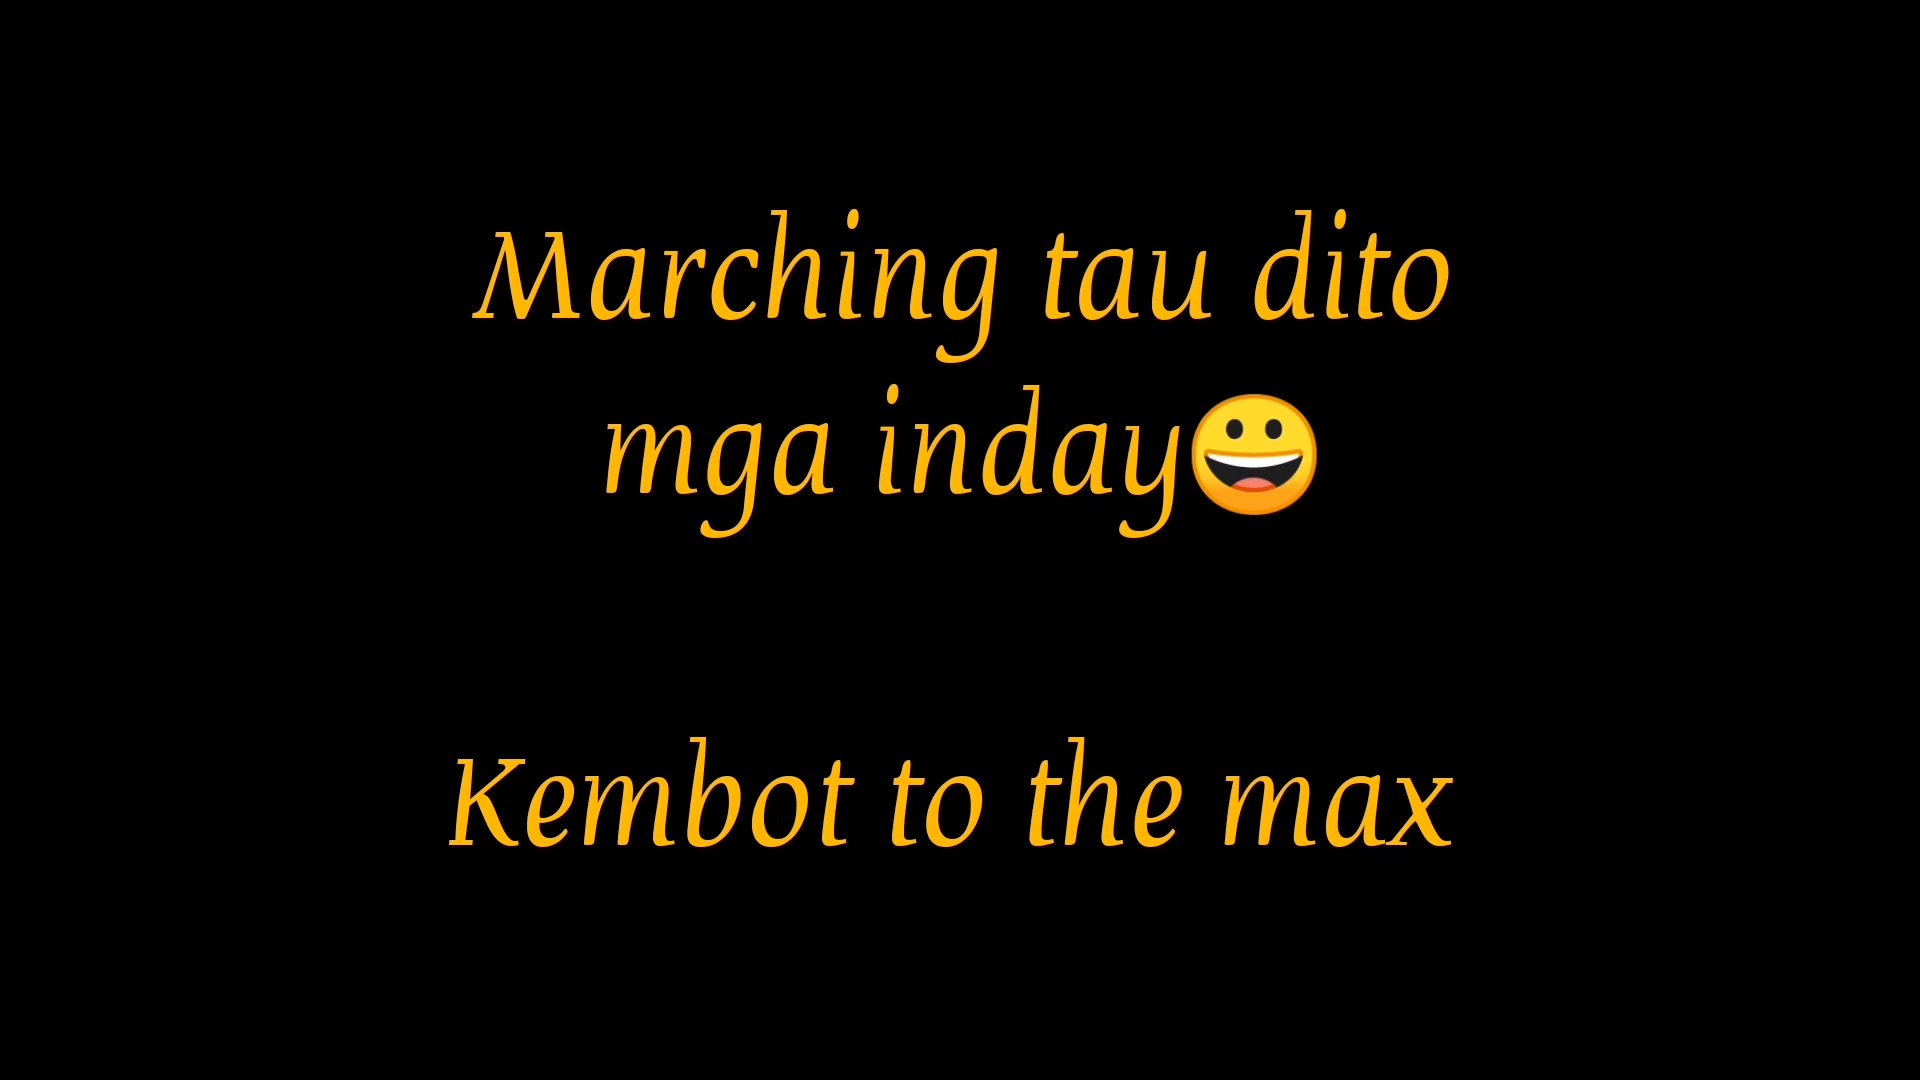 Marching tau dito
mga inday😀
Kembot to the max